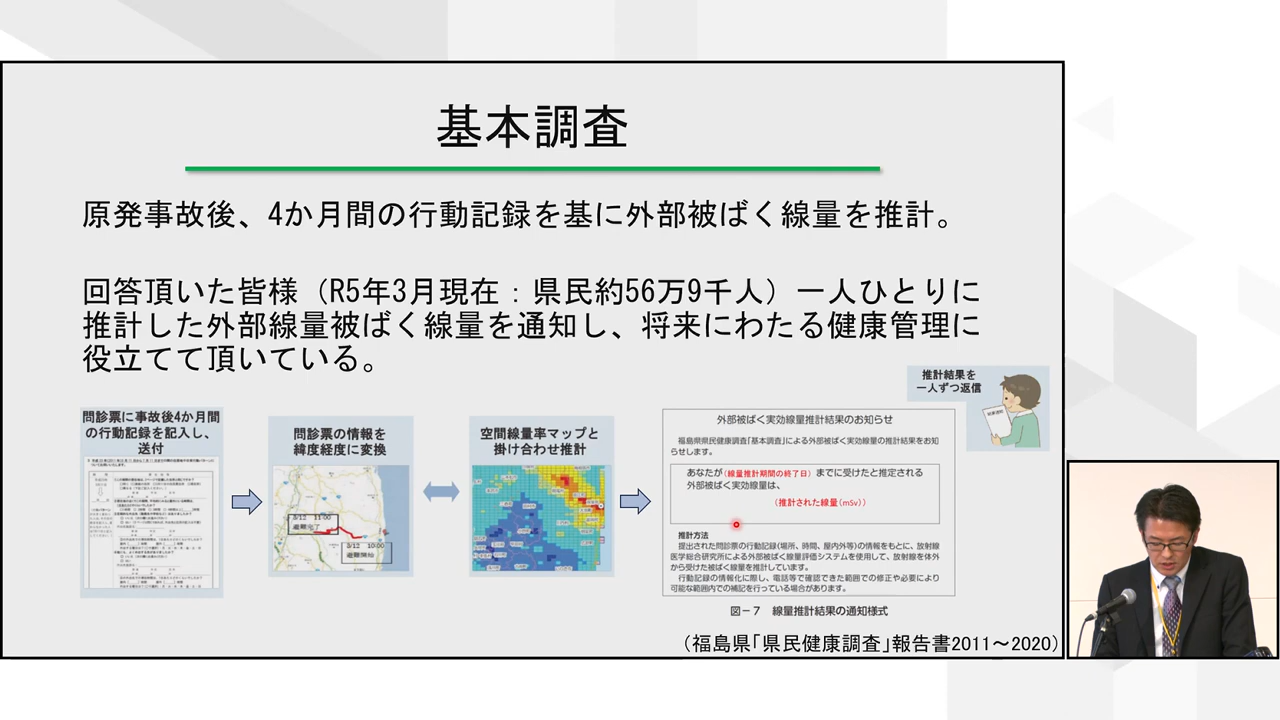 基本調査
原発事故後、4か月間の行動記録を基に外部被ばく線量を推計。
回答頂いた皆様（R5年3月現在：県民約56万9千人）一人ひとりに
推計した外部線量被ばく線量を通知し、将来にわたる健康管理に
役立てて頂いている。
推計結果を
一人ずつ返信
問診票に事故後4か月間
の行動記録を記入し、
送付
問診票の情報を
緯度経度に変換
3/12 11:00
避難完了
3/12 10:00
避難開始
空間線量率マップと
掛け合わせ推計
外部被ばく実効線量推計結果のお知らせ
福島県県民健康調査「基本調査」による外部被ばく実効線量の推計結果をお知
らせします。
あなたが（線量推計期間の終了日）までに受けたと推定される
外部被ばく実効線量は、
（推計された線量（mSv））
推計方法
提出された問診票の行動記録（場所、時間、屋内外等）の情報をもとに、放射線
医学総合研究所による外部被ばく線量評価システムを使用して、放射線を体外
から受けた被ばく線量を推計しています。
行動記録の情報化に際し、電話等で確認できた範囲での修正や必要により
可能な範囲内での補記を行っている場合があります。
図－7 線量推計結果の通知様式
（福島県「県民健康調査」報告書2011～2020）